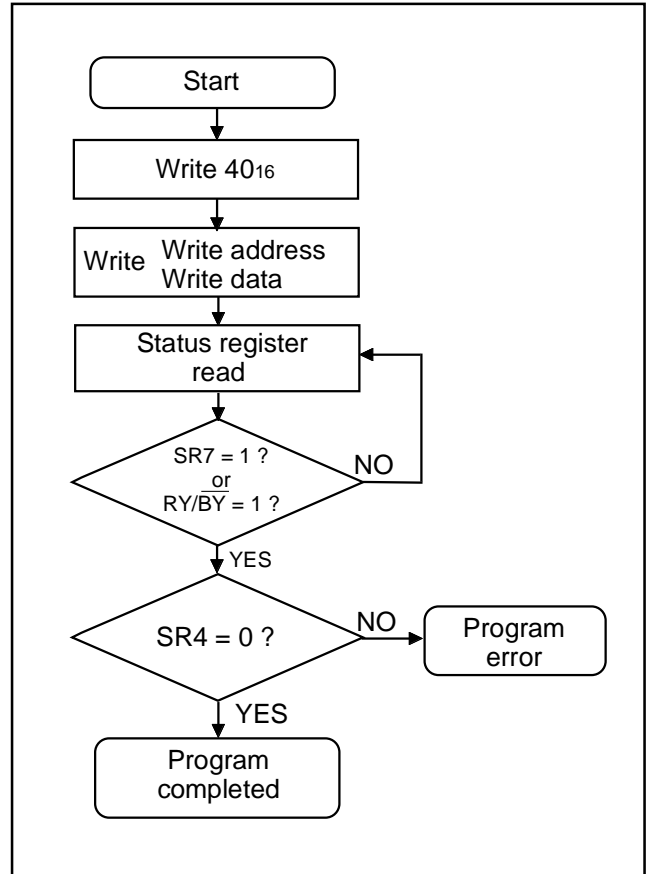 Start
Write 40₁₆
Write Write address
Write data
Status register
read
SR7 = 1 ?
or
RY/B̅Y̅ = 1 ?
NO
YES
SR4 = 0 ?
NO
Program
error
YES
Program
completed